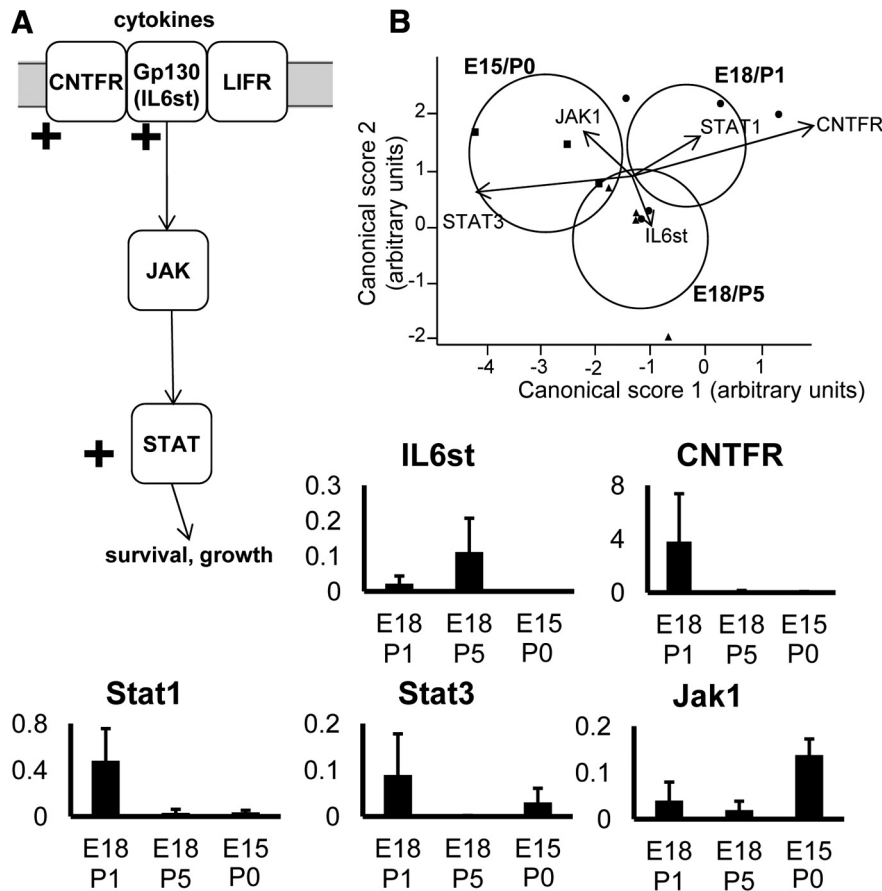 A
cytokines
CNTFR
Gp130
(IL6st)
LIFR
+
+
JAK
+
STAT
survival, growth
B
Canonical score 2
(arbitrary units)
2
1
0
-1
-2
E15/P0
E18/P1
JAK1
STAT1
CNTFR
STAT3
IL6st
E18/P5
-4
-3
-2
-1
0
1
Canonical score 1 (arbitrary units)
IL6st
0.3
0.2
0.1
0
E18 E18 E15
P1 P5 P0
CNTFR
8
4
0
E18 E18 E15
P1 P5 P0
Stat1
0.8
0.4
0
E18 E18 E15
P1 P5 P0
Stat3
0.2
0.1
0
E18 E18 E15
P1 P5 P0
Jak1
0.2
0.1
0
E18 E18 E15
P1 P5 P0